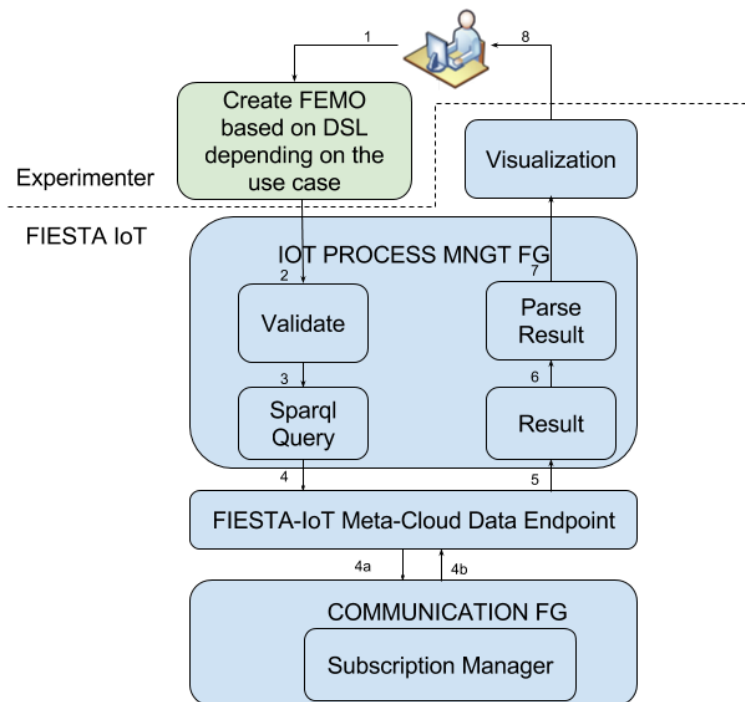 1
8
Create FEMO
based on DSL
depending on the
use case
Visualization
Experimenter
FIESTA IoT
IOT PROCESS MNGT FG
2
7
Validate
Parse
Result
3
6
Sparql
Query
Result
4
5
FIESTA-IoT Meta-Cloud Data Endpoint
4a
4b
COMMUNICATION FG
Subscription Manager